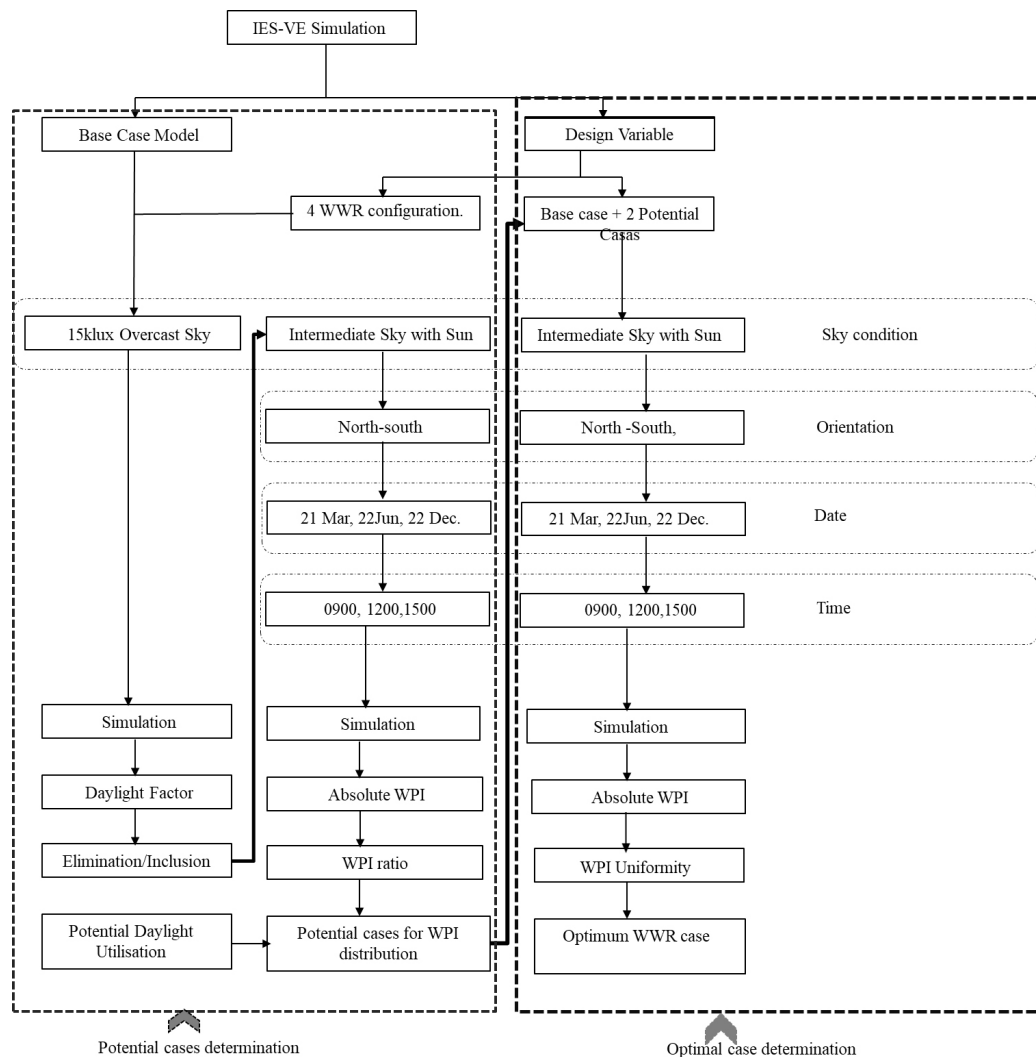 IES-VE Simulation
Base Case Model
Design Variable
4 WWR configuration.
Base case + 2 Potential
Casas
15klux Overcast Sky
Intermediate Sky with Sun
Intermediate Sky with Sun
Sky condition
North-south
North -South,
Orientation
21 Mar, 22Jun, 22 Dec.
21 Mar, 22Jun, 22 Dec.
Date
0900, 1200,1500
0900, 1200,1500
Time
Simulation
Simulation
Simulation
Daylight Factor
Absolute WPI
Absolute WPI
Elimination/Inclusion
WPI ratio
WPI Uniformity
Potential Daylight
Utilisation
Potential cases for WPI
distribution
Optimum WWR case
Potential cases determination
Optimal case determination